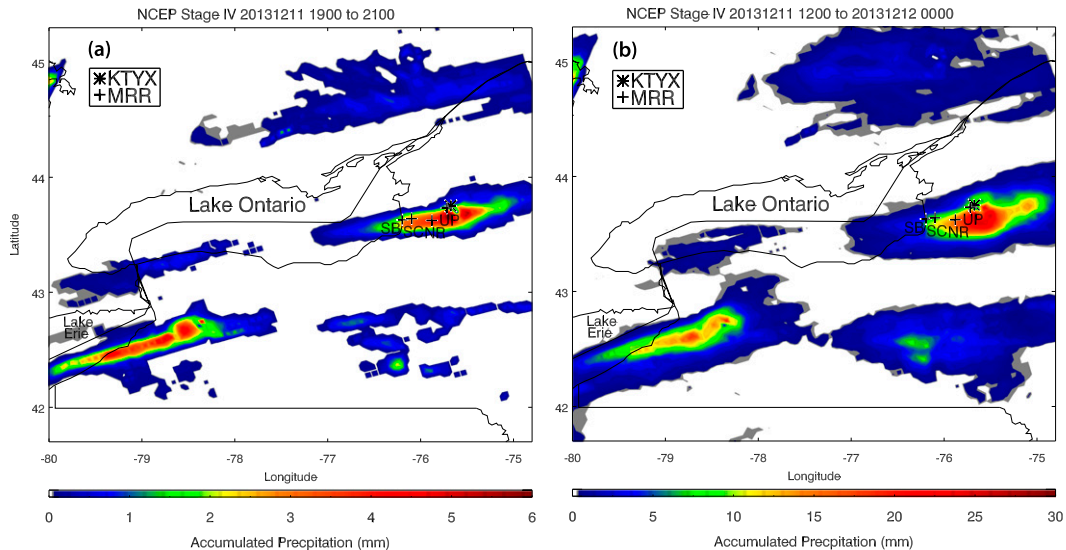 NCEP Stage IV 20131211 1900 to 2100
(a)
KTYX
MRR
Lake Ontario
SB SC NR UP
Lake
Erie
Latitude
45
44
43
42
-80 -79 -78 -77 -76 -75
Longitude
0 1 2 3 4 5 6
Accumulated Precpitation (mm)
NCEP Stage IV 20131211 1200 to 20131212 0000
(b)
KTYX
MRR
Lake Ontario
SB SC NR UP
Lake
Erie
45
44
43
42
-80 -79 -78 -77 -76 -75
Longitude
0 5 10 15 20 25 30
Accumulated Precpitation (mm)